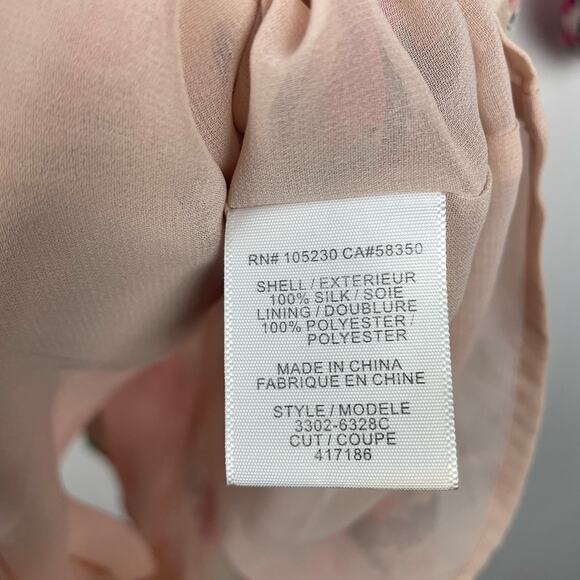 RN# 105230 CA#58350
SHELL / EXTERIEUR
100% SILK / SOIE
LINING / DOUBLURE
100% POLYESTER /
POLYESTER
MADE IN CHINA
FABRIQUE EN CHINE
STYLE / MODELE
3302-6328C
CUT / COUPE
417186